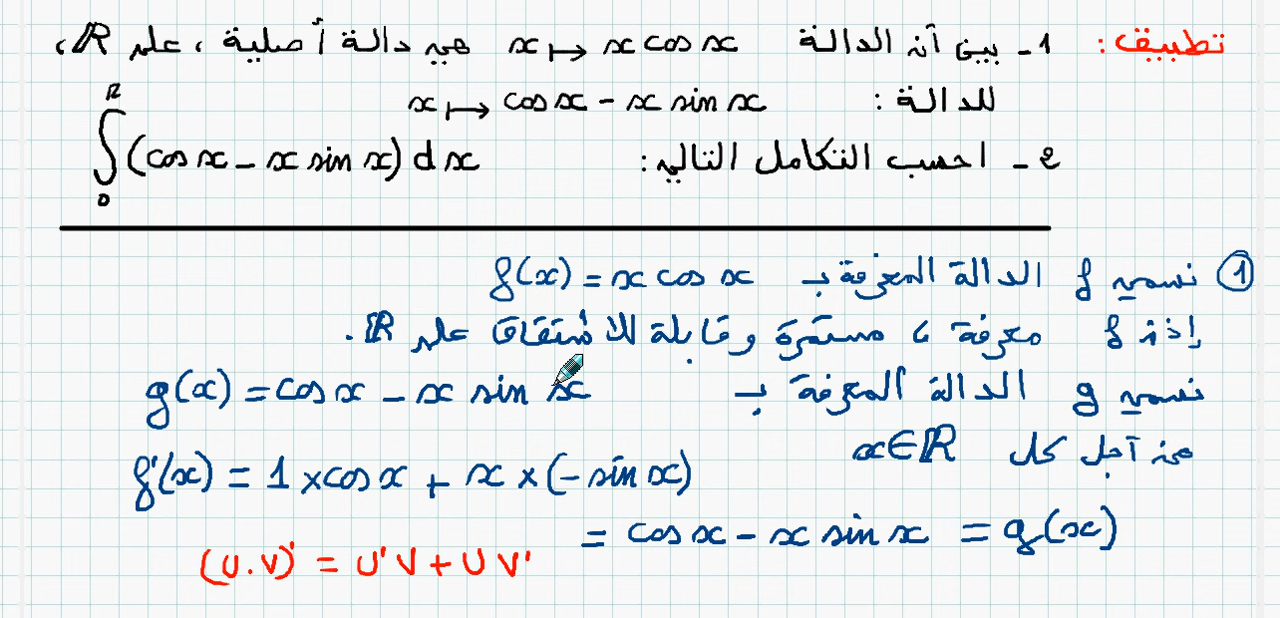 تطبيق: 1 - بين أن الدالة x ↦ x cos x هي دالة أصلية، على ℝ،
للدالة: x ↦ cos x - x sin x
2 - احسب التكامل التالي: ∫₀^π (cos x - x sin x) dx
① نسمي f الدالة المعرفة بـ f(x) = x cos x
إذن f معرفة، مستمرة وقابلة للاشتقاق على ℝ.
نسمي g الدالة المعرفة بـ g(x) = cos x - x sin x
من أجل كل x ∈ ℝ
f'(x) = 1 × cos x + x × (- sin x)
= cos x - x sin x = g(x)
(U.V)' = U'V + UV'